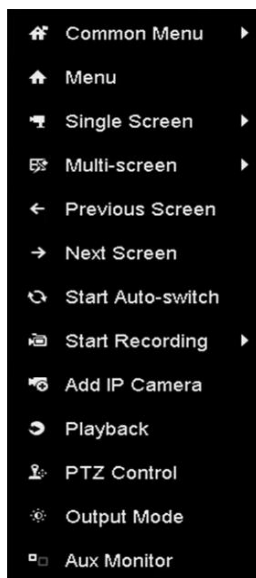 Common Menu
Menu
Single Screen
Multi-screen
Previous Screen
Next Screen
Start Auto-switch
Start Recording
Add IP Camera
Playback
PTZ Control
Output Mode
Aux Monitor